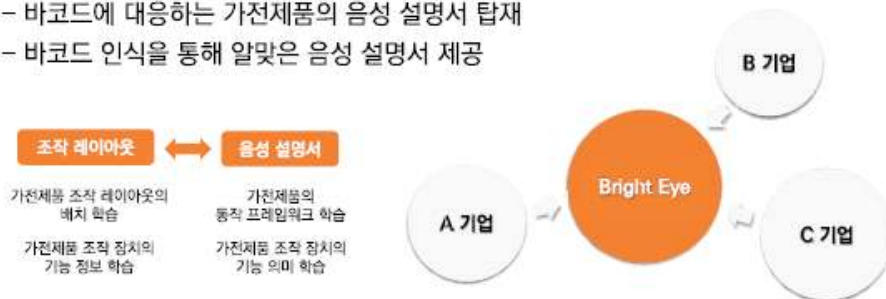 – 바코드에 대응하는 가전제품의 음성 설명서 탑재
– 바코드 인식을 통해 알맞은 음성 설명서 제공
조작 레이아웃
음성 설명서
가전제품 조작 레이아웃의
배치 학습
가전제품 조작 장치의
기능 정보 학습
가전제품의
동작 프레임워크 학습
가전제품 조작 장치의
기능 의미 학습
A 기업
Bright Eye
B 기업
C 기업